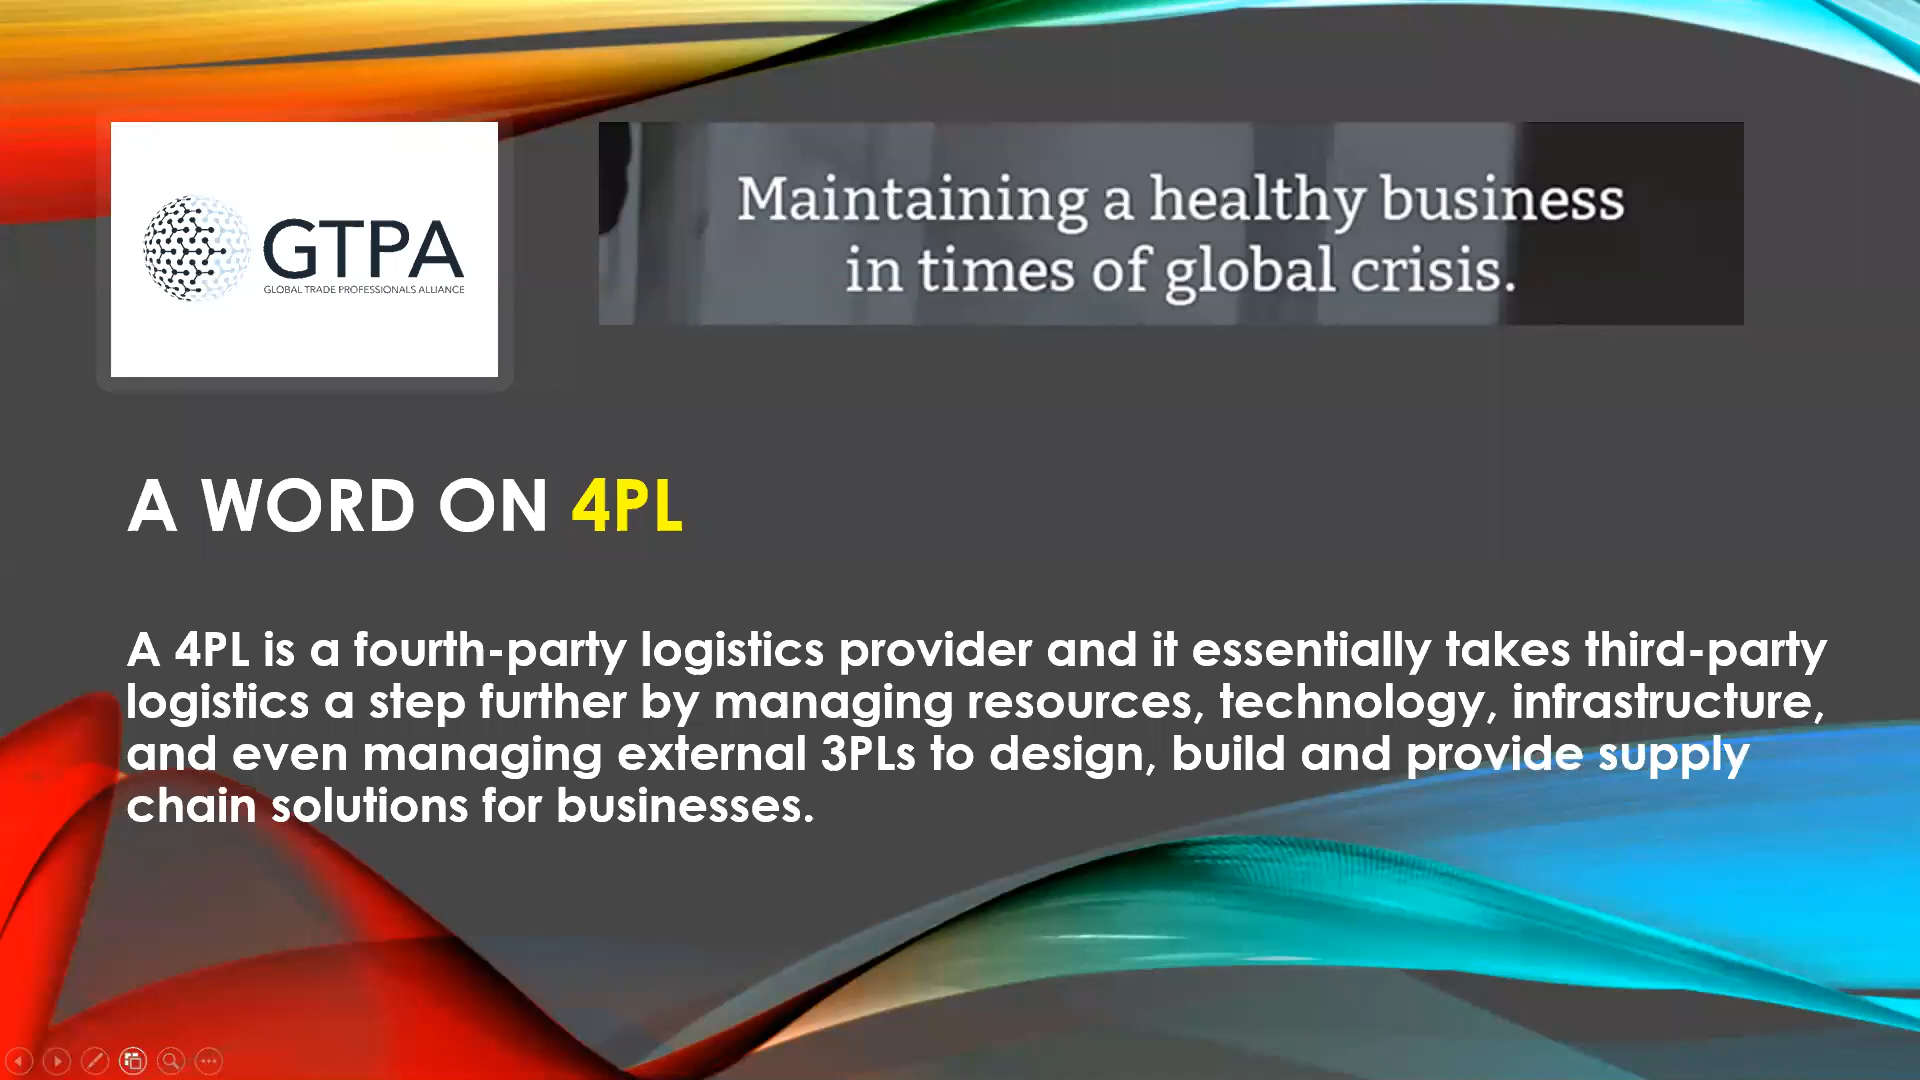 GTPA
GLOBAL TRADE PROFESSIONALS ALLIANCE
Maintaining a healthy business
in times of global crisis.
A WORD ON 4PL
A 4PL is a fourth-party logistics provider and it essentially takes third-party
logistics a step further by managing resources, technology, infrastructure,
and even managing external 3PLs to design, build and provide supply
chain solutions for businesses.